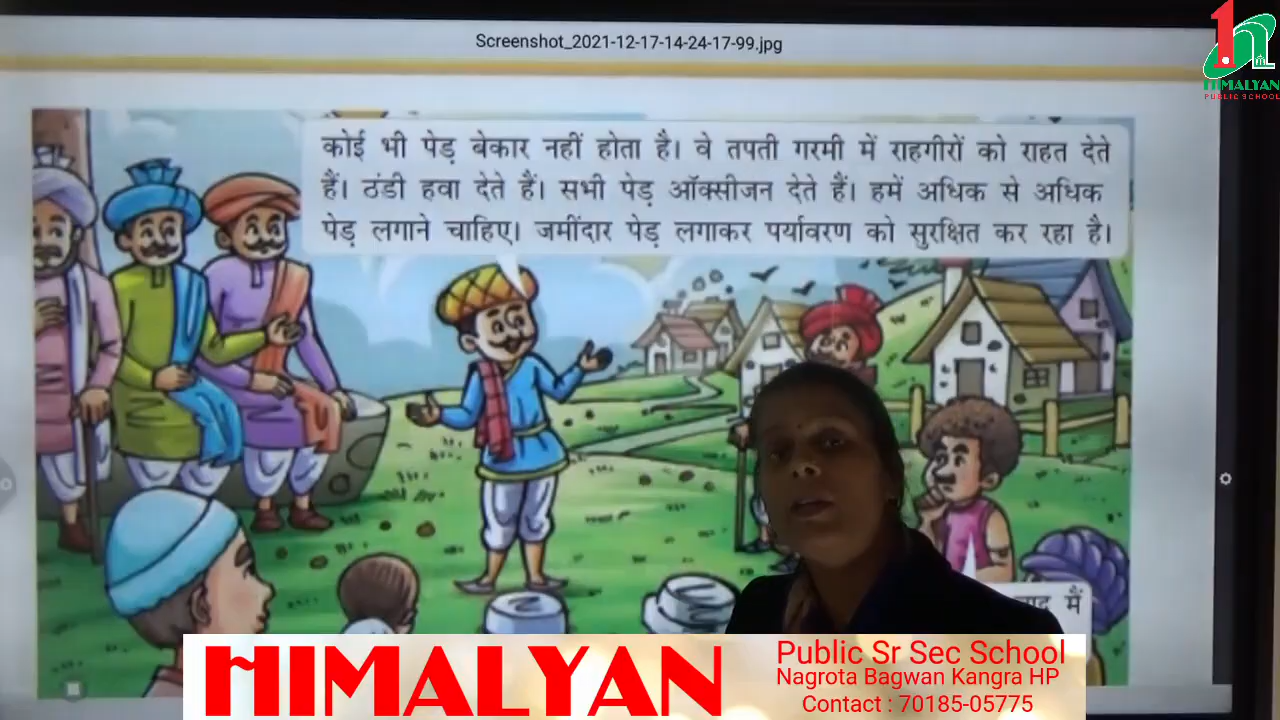 Screenshot_2021-12-17-14-24-17-99.jpg
HIMALYAN
PUBLIC SCHOOL
कोई भी पेड़ बेकार नहीं होता है। वे तपती गरमी में राहगीरों को राहत देते
हैं। ठंडी हवा देते हैं। सभी पेड़ ऑक्सीजन देते हैं। हमें अधिक से अधिक
पेड़ लगाने चाहिए। जमींदार पेड़ लगाकर पर्यावरण को सुरक्षित कर रहा है।
में
HIMALYAN
Public Sr Sec School
Nagrota Bagwan Kangra HP
Contact : 70185-05775